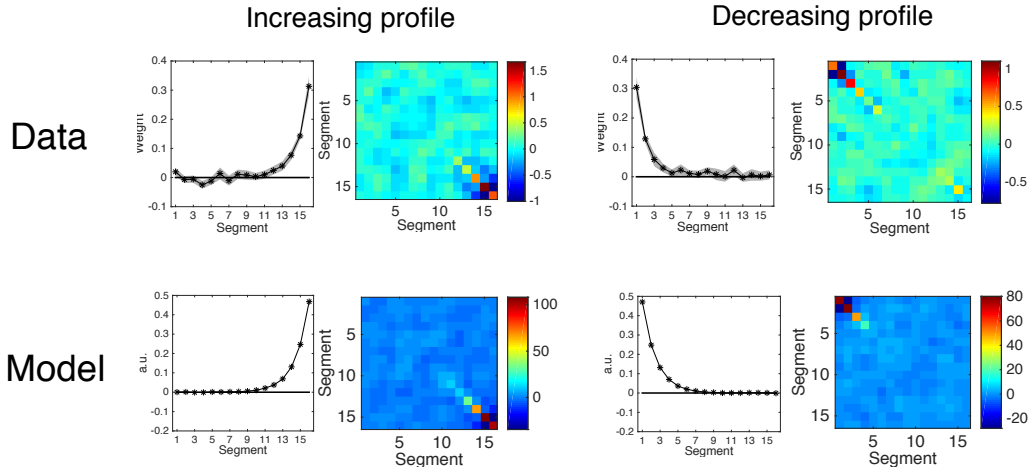 Increasing profile
Decreasing profile
Data
0.4
0.3
0.2
0.1
0
-0.1
Weight
1 3 5 7 9 11 13 15
Segment
5
10
15
Segment
5 10 15
Segment
1.5
1
0.5
0
-0.5
-1
0.4
0.3
0.2
0.1
0
-0.1
Weight
1 3 5 7 9 11 13 15
Segment
5
10
15
Segment
5 10 15
Segment
1
0.5
0
-0.5
Model
0.5
0.4
0.3
0.2
0.1
0
-0.1
0.2
a.u.
1 3 5 7 9 11 13 15
Segment
5
10
15
Segment
5 10 15
Segment
100
50
0
0.5
0.4
0.3
0.2
0.1
0
-0.1
0.2
a.u.
1 3 5 7 9 11 13 15
Segment
5
10
15
Segment
5 10 15
Segment
80
60
40
20
0
-20